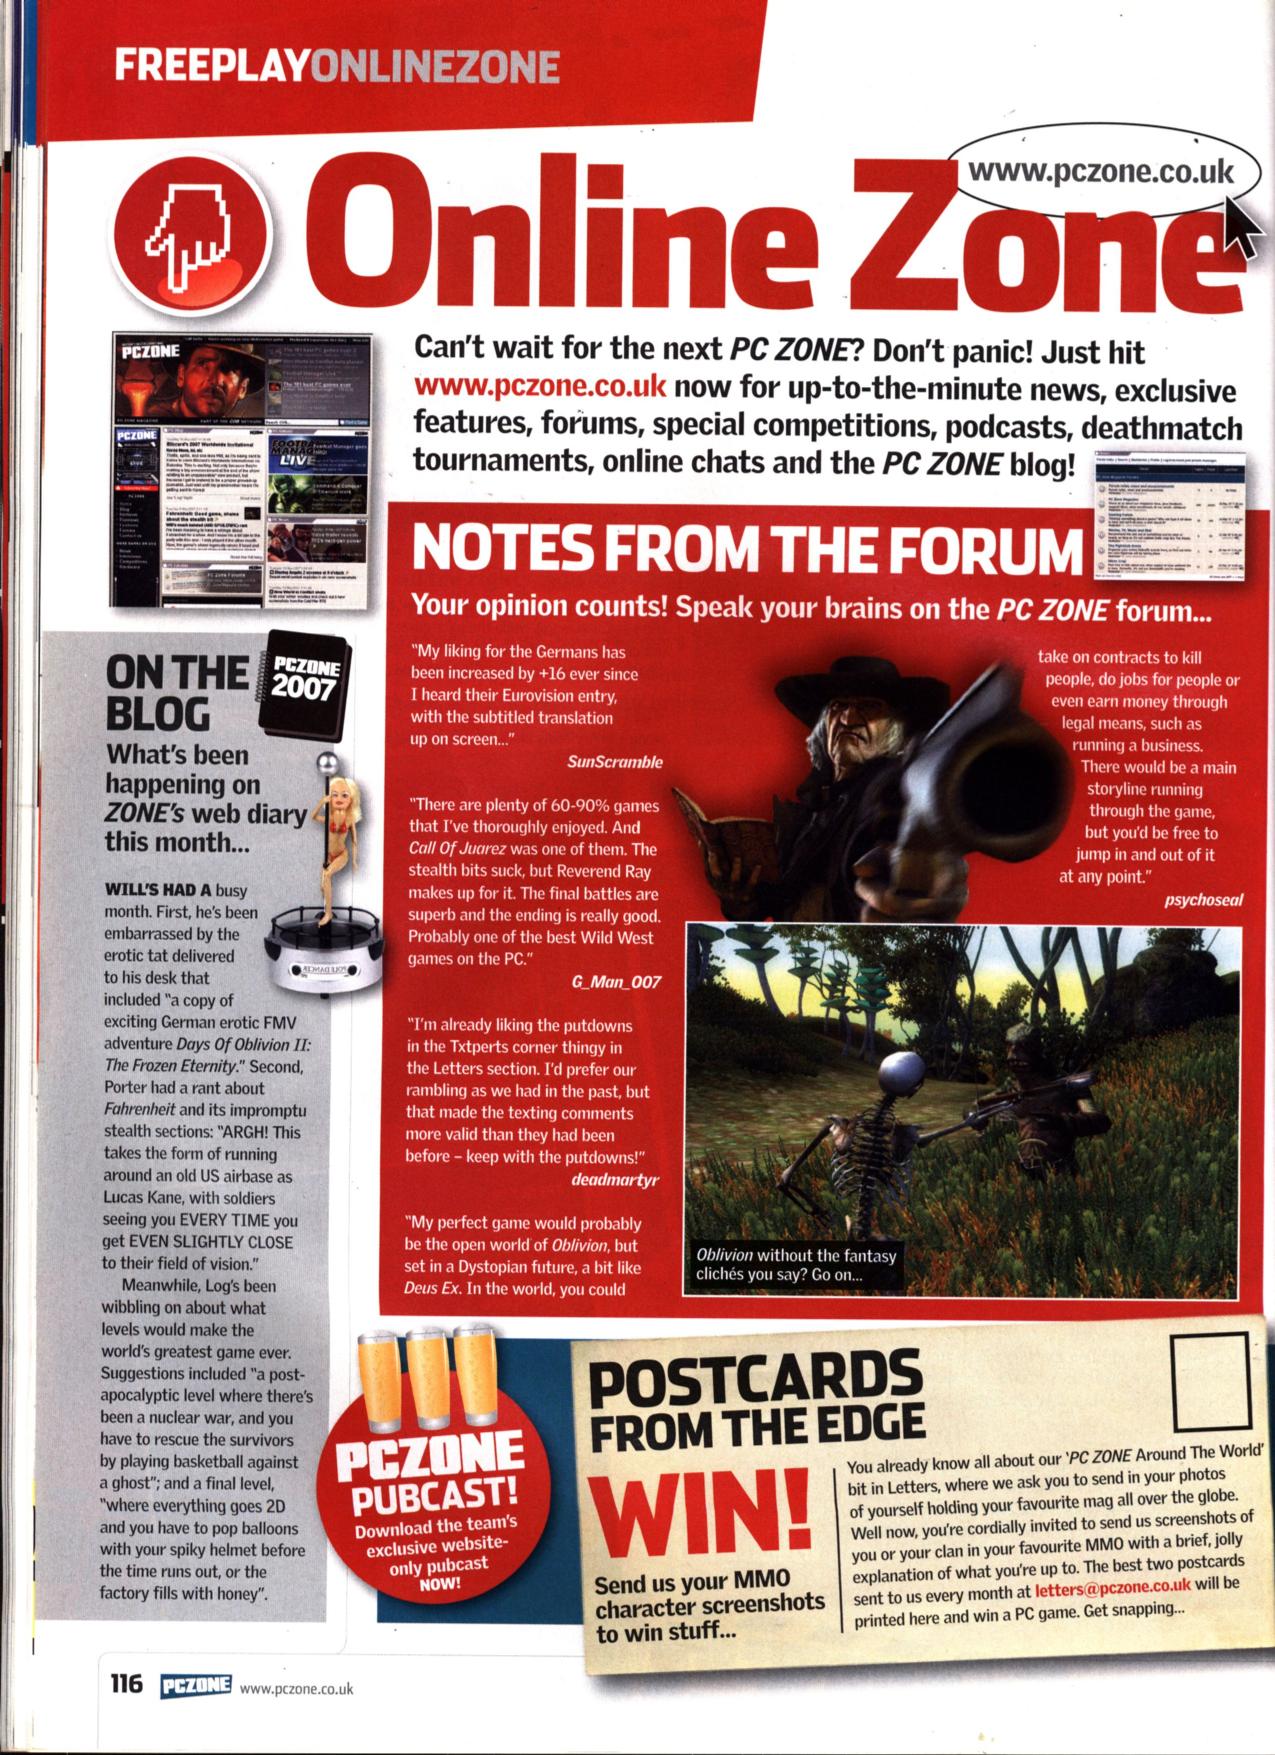 FREEPLAYONLINEZONE
www.pczone.co.uk
Online Zone
Can't wait for the next PC ZONE? Don't panic! Just hit
www.pczone.co.uk now for up-to-the-minute news, exclusive
features, forums, special competitions, podcasts, deathmatch
tournaments, online chats and the PC ZONE blog!
PCZONE
PCZONE
ON THE
BLOG
PCZONE
2007
What's been
happening on
ZONE's web diary
this month...
WILL'S HAD A busy
month. First, he's been
embarrassed by the
erotic tat delivered
to his desk that
included "a copy of
exciting German erotic FMV
adventure Days Of Oblivion II:
The Frozen Eternity." Second,
Porter had a rant about
Fahrenheit and its impromptu
stealth sections: "ARGH! This
takes the form of running
around an old US airbase as
Lucas Kane, with soldiers
seeing you EVERY TIME you
get EVEN SLIGHTLY CLOSE
to their field of vision."
Meanwhile, Log's been
wibbling on about what
levels would make the
world's greatest game ever.
Suggestions included "a post-
apocalyptic level where there's
been a nuclear war, and you
have to rescue the survivors
by playing basketball against
a ghost"; and a final level,
"where everything goes 2D
and you have to pop balloons
with your spiky helmet before
the time runs out, or the
factory fills with honey".
NOTES FROM THE FORUM
Your opinion counts! Speak your brains on the PC ZONE forum...
"My liking for the Germans has
been increased by +16 ever since
I heard their Eurovision entry,
with the subtitled translation
up on screen..."
SunScramble
"There are plenty of 60-90% games
that I've thoroughly enjoyed. And
Call Of Juarez was one of them. The
stealth bits suck, but Reverend Ray
makes up for it. The final battles are
superb and the ending is really good.
Probably one of the best Wild West
games on the PC."
G_Man_007
"I'm already liking the putdowns
in the Txtperts corner thingy in
the Letters section. I'd prefer our
rambling as we had in the past, but
that made the texting comments
more valid than they had been
before – keep with the putdowns!"
deadmartyr
"My perfect game would probably
be the open world of Oblivion, but
set in a Dystopian future, a bit like
Deus Ex. In the world, you could
take on contracts to kill
people, do jobs for people or
even earn money through
legal means, such as
running a business.
There would be a main
storyline running
through the game,
but you'd be free to
jump in and out of it
at any point."
psychoseal
Oblivion without the fantasy
clichés you say? Go on...
PCZONE
PUBCAST!
Download the team's
exclusive website-
only pubcast
NOW!
POSTCARDS
FROM THE EDGE
WIN!
Send us your MMO
character screenshots
to win stuff...
You already know all about our 'PC ZONE Around The World'
bit in Letters, where we ask you to send in your photos
of yourself holding your favourite mag all over the globe.
Well now, you're cordially invited to send us screenshots of
you or your clan in your favourite MMO with a brief, jolly
explanation of what you're up to. The best two postcards
sent to us every month at letters@pczone.co.uk will be
printed here and win a PC game. Get snapping...
116 PCZONE www.pczone.co.uk